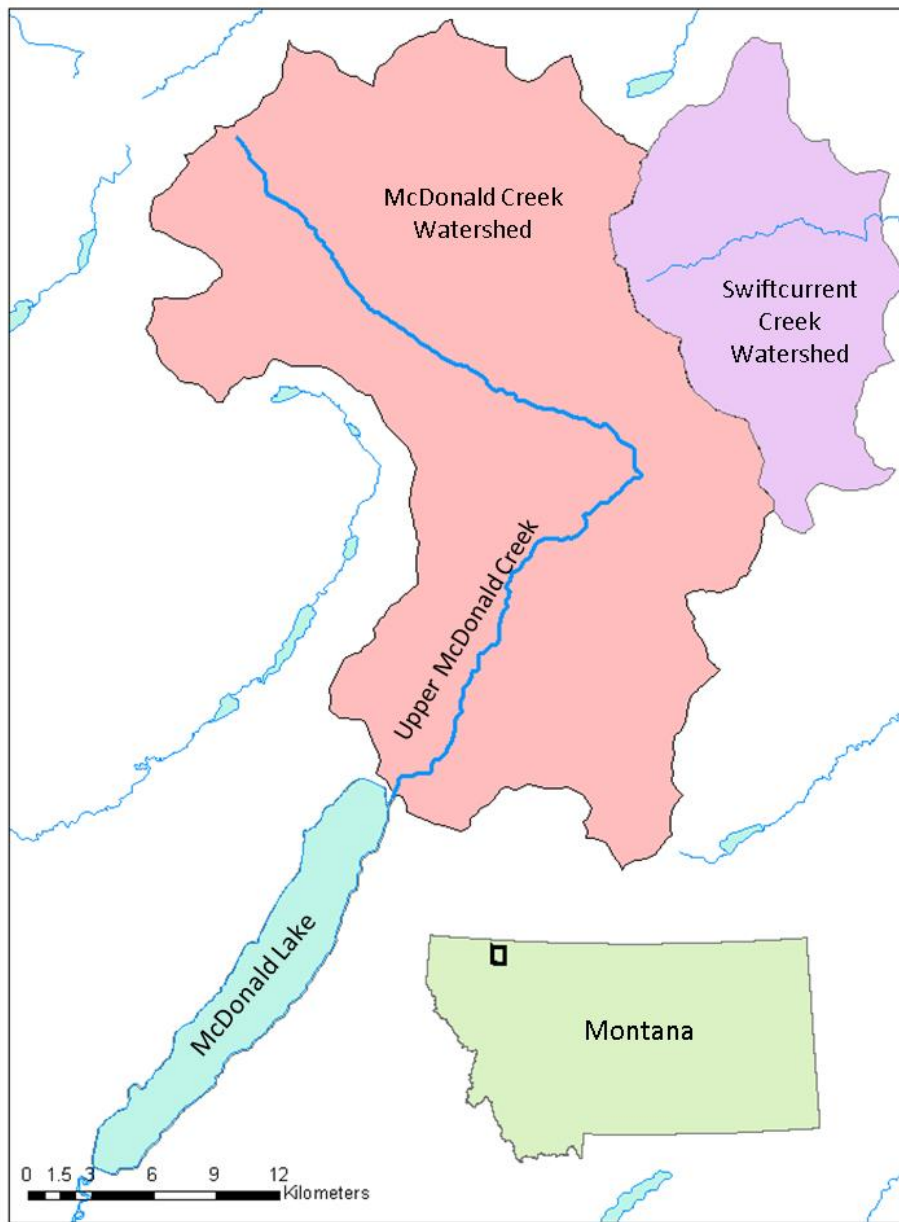 McDonald Creek
Watershed
Swiftcurrent
Creek
Watershed
Upper McDonald Creek
McDonald Lake
Montana
0 1.5 3 6 9 12
Kilometers